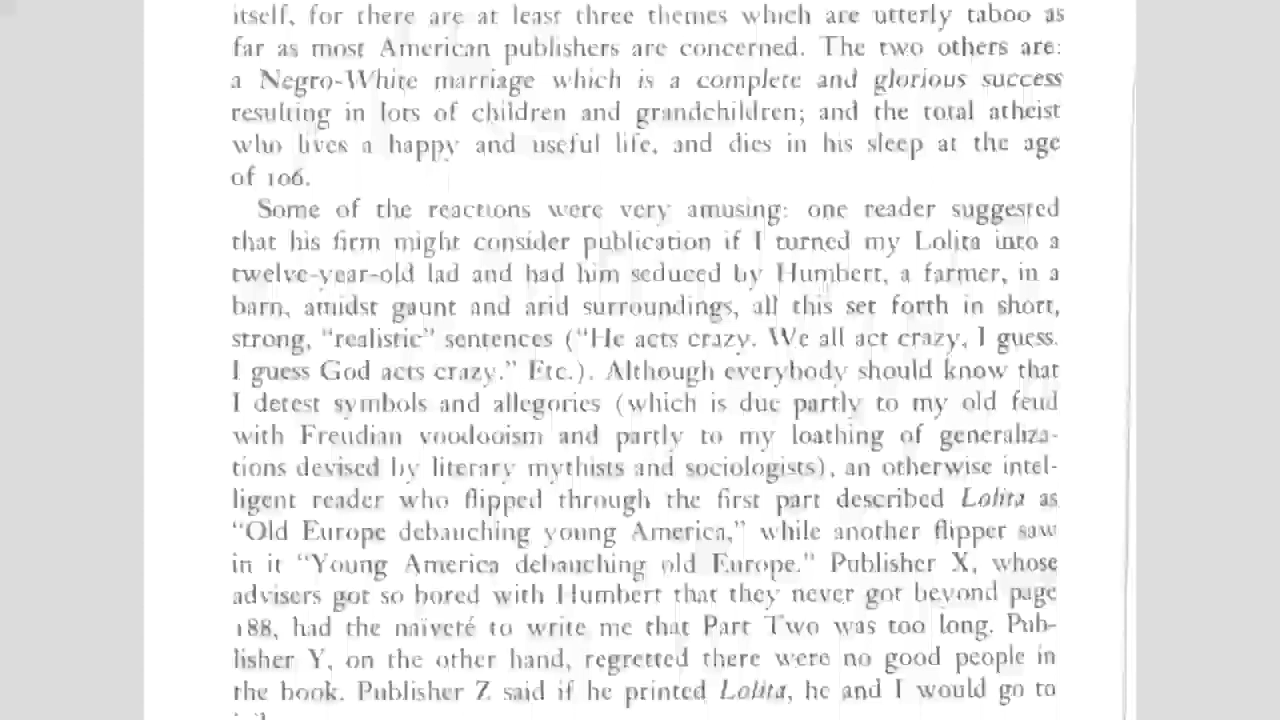 itself, for there are at least three themes which are utterly taboo as
far as most American publishers are concerned. The two others are:
a Negro-White marriage which is a complete and glorious success
resulting in lots of children and grandchildren; and the total atheist
who lives a happy and useful life, and dies in his sleep at the age
of 106.
Some of the reactions were very amusing: one reader suggested
that his firm might consider publication if I turned my Lolita into a
twelve-year-old lad and had him seduced by Humbert, a farmer, in a
barn, amidst gaunt and arid surroundings, all this set forth in short,
strong, "realistic" sentences ("He acts crazy. We all act crazy, I guess.
I guess God acts crazy." Etc.). Although everybody should know that
I detest symbols and allegories (which is due partly to my old feud
with Freudian voodooism and partly to my loathing of generaliza-
tions devised by literary mythists and sociologists), an otherwise intel-
ligent reader who flipped through the first part described Lolita as
"Old Europe debauching young America," while another flipper saw
in it "Young America debauching old Europe." Publisher X, whose
advisers got so bored with Humbert that they never got beyond page
188, had the naïveté to write me that Part Two was too long. Pub-
lisher Y, on the other hand, regretted there were no good people in
the book. Publisher Z said if he printed Lolita, he and I would go to